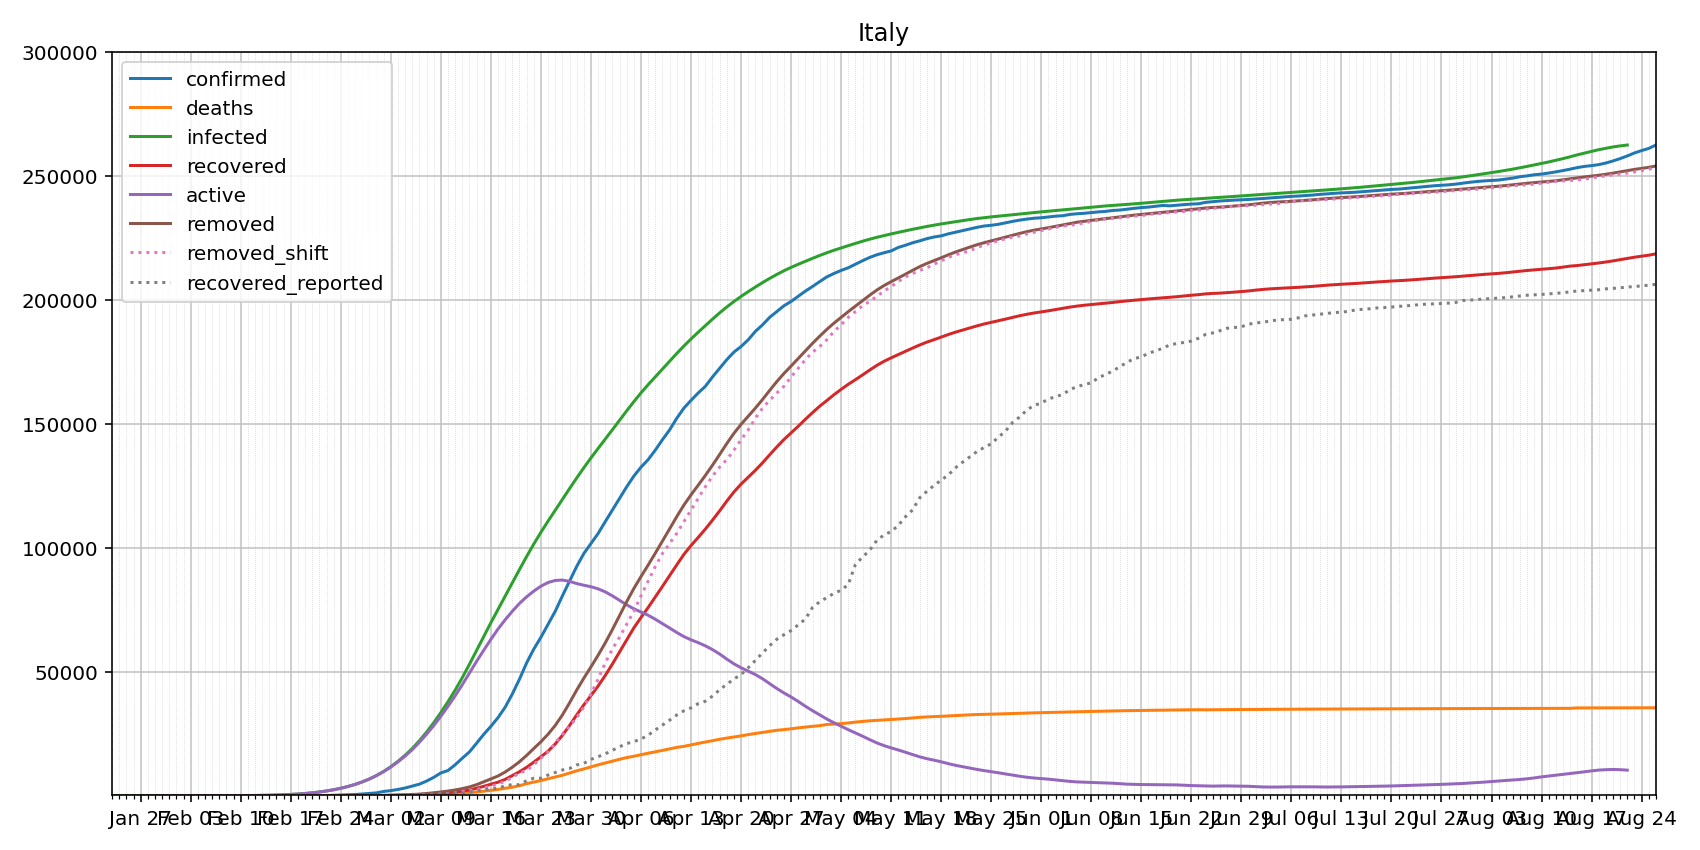 Italy
300000
250000
200000
150000
100000
50000
confirmed
deaths
infected
recovered
active
removed
removed_shift
recovered_reported
Jan 27 Feb 03 Feb 10 Feb 17 Feb 24 Mar 02 Mar 09 Mar 16 Mar 23 Mar 30 Apr 06 Apr 13 Apr 20 Apr 27 May 04 May 11 May 18 May 25 Jun 01 Jun 08 Jun 15 Jun 22 Jun 29 Jul 06 Jul 13 Jul 20 Jul 27 Aug 03 Aug 10 Aug 17 Aug 24